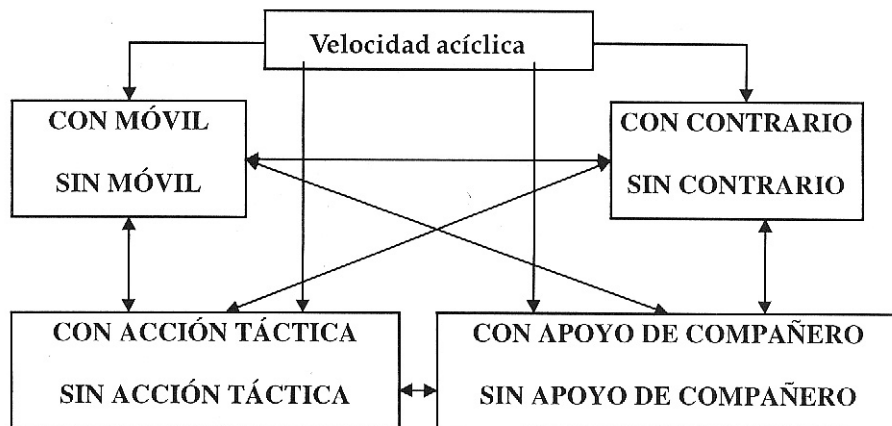 Velocidad acíclica
CON MÓVIL
SIN MÓVIL
CON CONTRARIO
SIN CONTRARIO
CON ACCIÓN TÁCTICA
SIN ACCIÓN TÁCTICA
CON APOYO DE COMPAÑERO
SIN APOYO DE COMPAÑERO